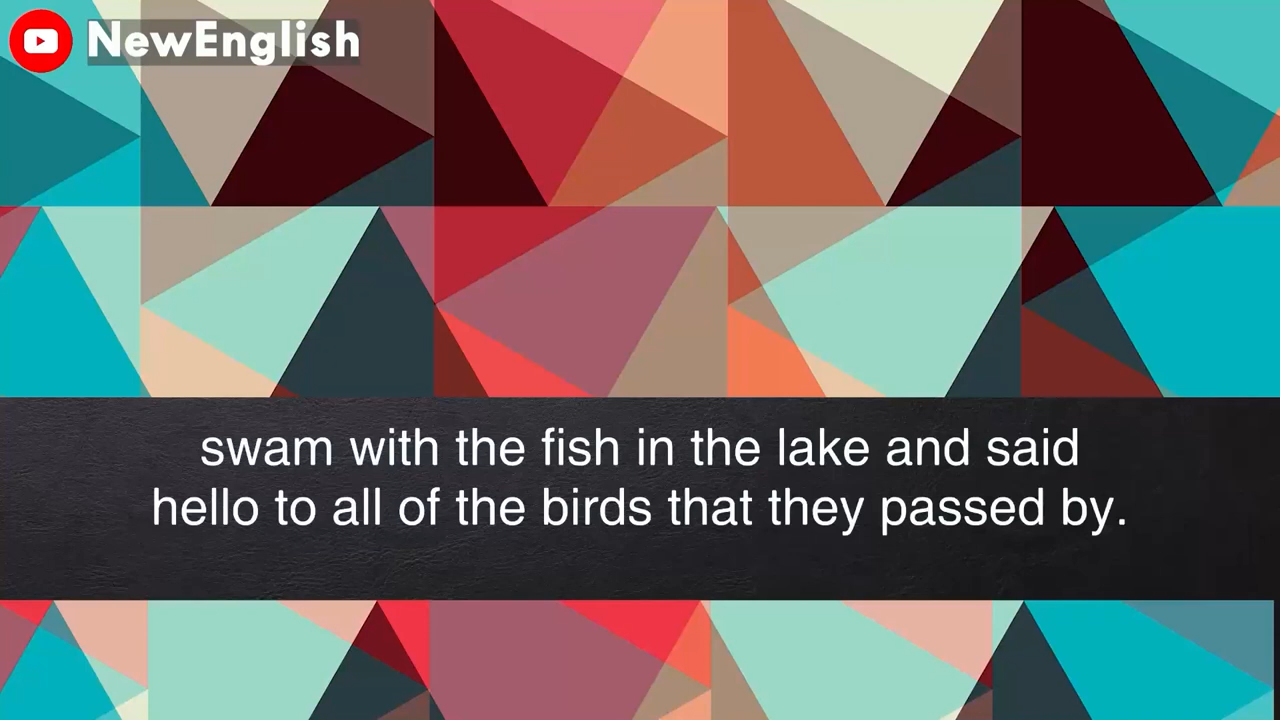 NewEnglish
swam with the fish in the lake and said
hello to all of the birds that they passed by.